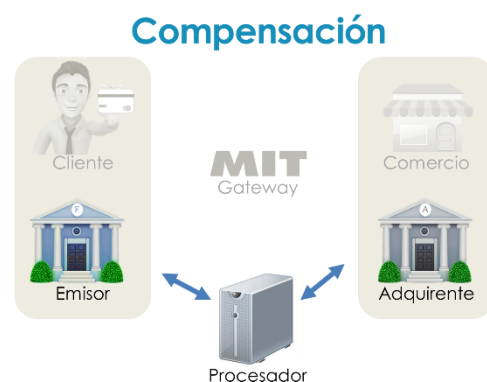 Compensación
Cliente
MIT
Gateway
Comercio
F
A
Emisor
Adquirente
Procesador